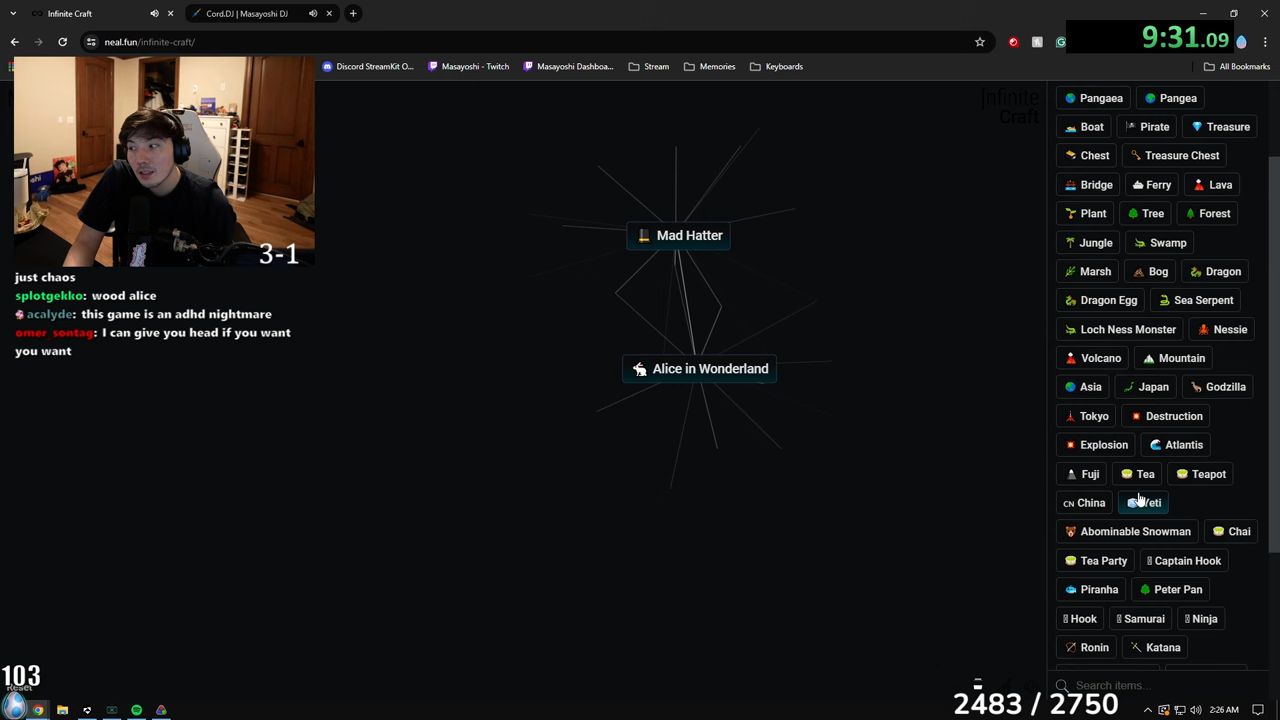 Infinite Craft
Cord.DJ | Masayoshi DJ
9:31.09
neal.fun/infinite-craft/
Discord StreamKit O...
Masayoshi - Twitch
Masayoshi Dashboa...
Stream
Memories
Keyboards
All Bookmarks
Infinite
Craft
3-1
just chaos
splotgekko: wood alice
acalyde: this game is an adhd nightmare
omer_sontag: I can give you head if you want
you want
Mad Hatter
Alice in Wonderland
Pangaea Pangea
Boat Pirate Treasure
Chest Treasure Chest
Bridge Ferry Lava
Plant Tree Forest
Jungle Swamp
Marsh Bog Dragon
Dragon Egg Sea Serpent
Loch Ness Monster Nessie
Volcano Mountain
Asia Japan Godzilla
Tokyo Destruction
Explosion Atlantis
Fuji Tea Teapot
CN China Yeti
Abominable Snowman Chai
Tea Party Captain Hook
Piranha Peter Pan
Hook Samurai Ninja
Ronin Katana
Search items...
103
Reset
2483 / 2750
2:26 AM